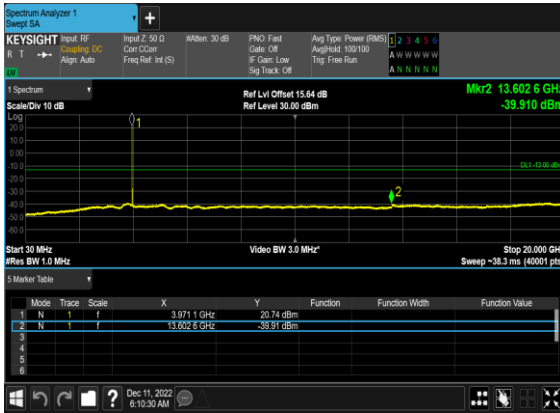 Spectrum Analyzer 1
Swept SA
+
KEYSIGHT Input: RF Input Z: 50 Ω #Atten: 30 dB PNO: Fast Avg Type: Power (RMS) 1 2 3 4 5 6
R T Coupling: DC Corr CCorr Gate: Off Avg|Hold: 100/100 A W W W W W
Align: Auto Freq Ref: Int (S) IF Gain: Low Trig: Free Run
Sig Track: Off A N N N N N
1 Spectrum Ref Lvl Offset 15.64 dB Mkr2 13.602 6 GHz
Scale/Div 10 dB Ref Level 30.00 dBm -39.910 dBm
Log
20.0
10.0
0.00
-10.0
-20.0
-30.0
-40.0
-50.0
-60.0
1
DL1 -13.00 dBm
2
Start 30 MHz Video BW 3.0 MHz* Stop 20.000 GHz
#Res BW 1.0 MHz Sweep ~38.3 ms (40001 pts)
5 Marker Table
Mode Trace Scale X Y Function Function Width Function Value
1 N 1 f 3.971 1 GHz 20.74 dBm
2 N 1 f 13.602 6 GHz -39.91 dBm
3
4
5
6
? Dec 11, 2022
6:10:30 AM